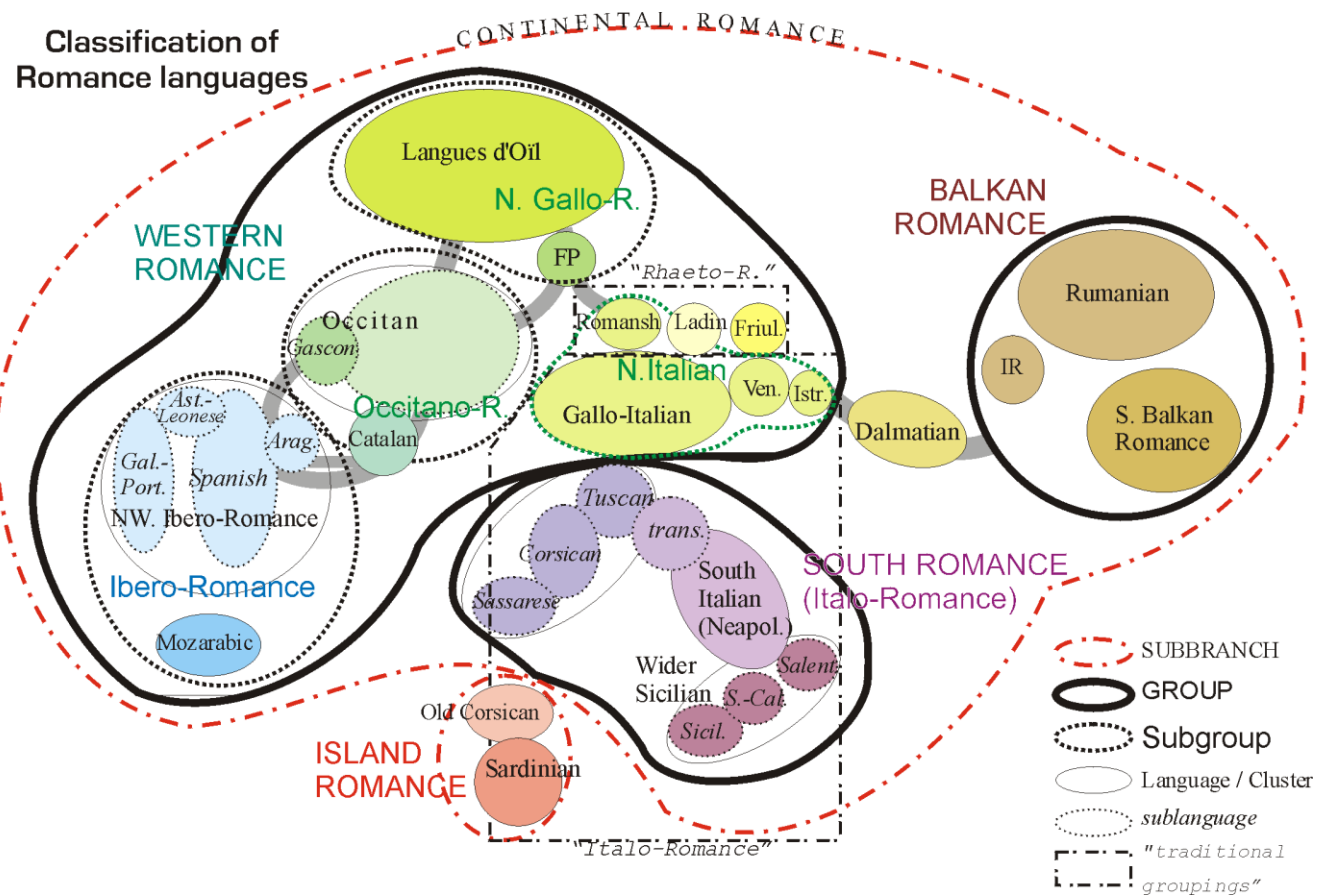 Classification of
Romance languages
CONTINENTAL ROMANCE
Langues d'Oïl
N. Gallo-R.
FP
WESTERN
ROMANCE
BALKAN
ROMANCE
"Rhaeto-R."
Romansh
Ladin
Friul.
Rumanian
IR
S. Balkan
Romance
Occitan
Gascon
Occitano-R.
Catalan
N.Italian
Gallo-Italian
Ven.
Istr.
Dalmatian
Ast.-
Leonese
Arag.
Gal.-
Port.
Spanish
NW. Ibero-Romance
Ibero-Romance
Mozarabic
Tuscan
trans.
Corsican
Sassarese
South
Italian
(Neapol.)
SOUTH ROMANCE
(Italo-Romance)
Wider
Sicilian
Salent.
S.-Cal.
Sicil.
Old Corsican
Sardinian
ISLAND
ROMANCE
"Italo-Romance"
SUBBRANCH
GROUP
Subgroup
Language / Cluster
sublanguage
"traditional
groupings"